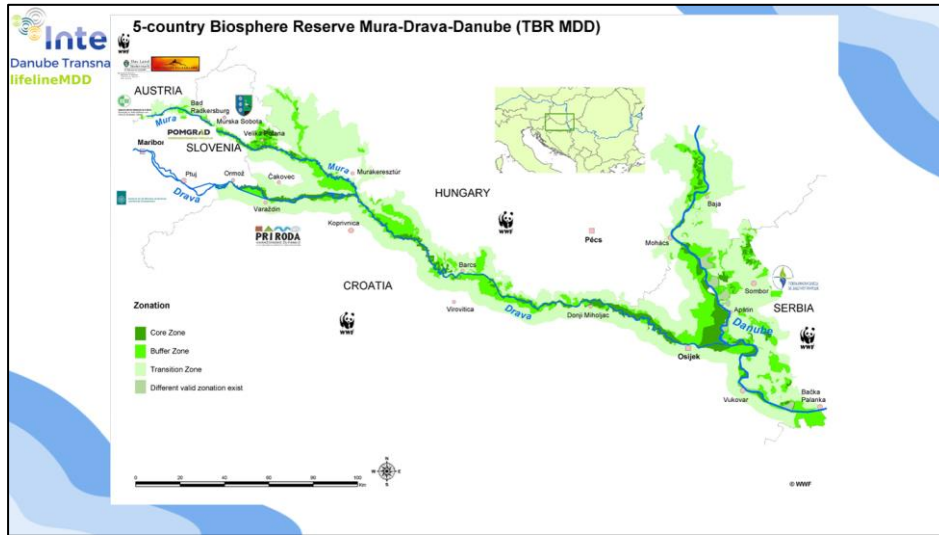 Inte
Danube Transna
lifelineMDD
5-country Biosphere Reserve Mura-Drava-Danube (TBR MDD)
WWF
AUSTRIA
Bad
Radkersburg
Mura
Murska Sobota
POMGRAD
Velika Polana
Maribor
SLOVENIA
Mura
Ptuj
Ormož
Čakovec
Murakeresztúr
HUNGARY
Drava
Varaždin
PRIRODA
Koprivnica
WWF
Baja
Pécs
Mohács
Barcs
CROATIA
Sombor
Virovitica
Drava
Donji Miholjac
Apatin
SERBIA
Danube
WWF
WWF
Osijek
Vukovar
Bačka
Palanka
Zonation
Core Zone
Buffer Zone
Transition Zone
Different valid zonation exist
0 20 40 60 80 100
Km
N
W E
S
© WWF